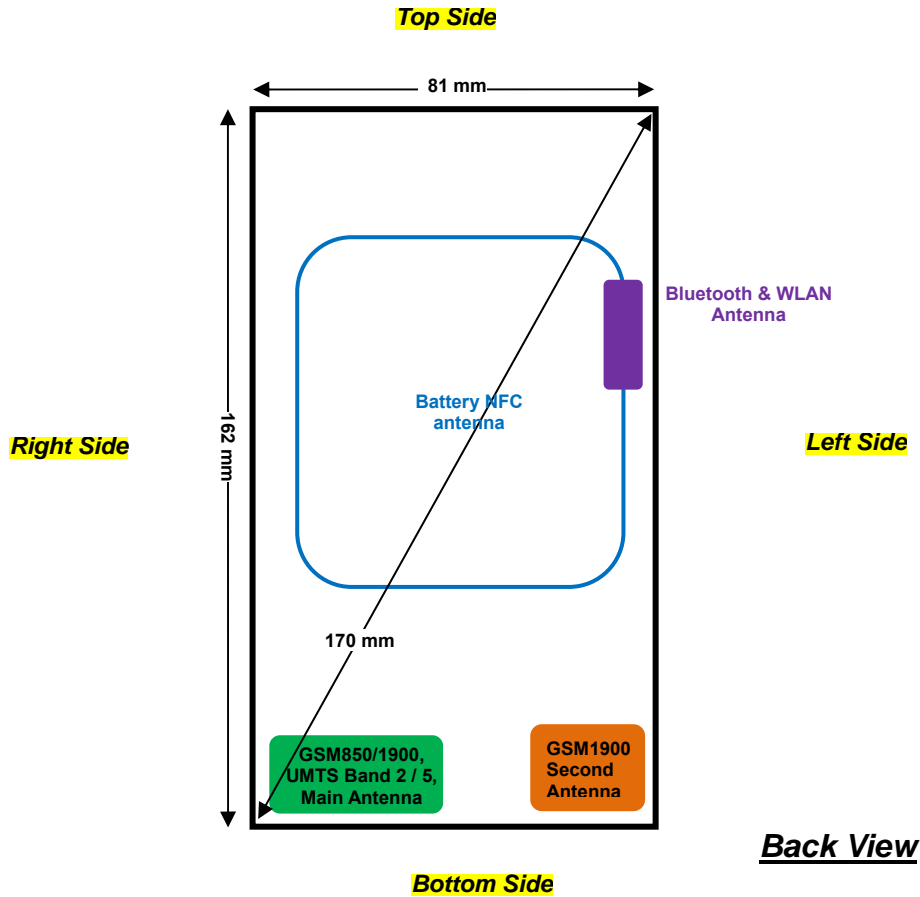 Top Side
81 mm
Bluetooth & WLAN
Antenna
Battery NFC
antenna
162 mm
Right Side
Left Side
170 mm
GSM850/1900,
UMTS Band 2 / 5,
Main Antenna
GSM1900
Second
Antenna
Back View
Bottom Side